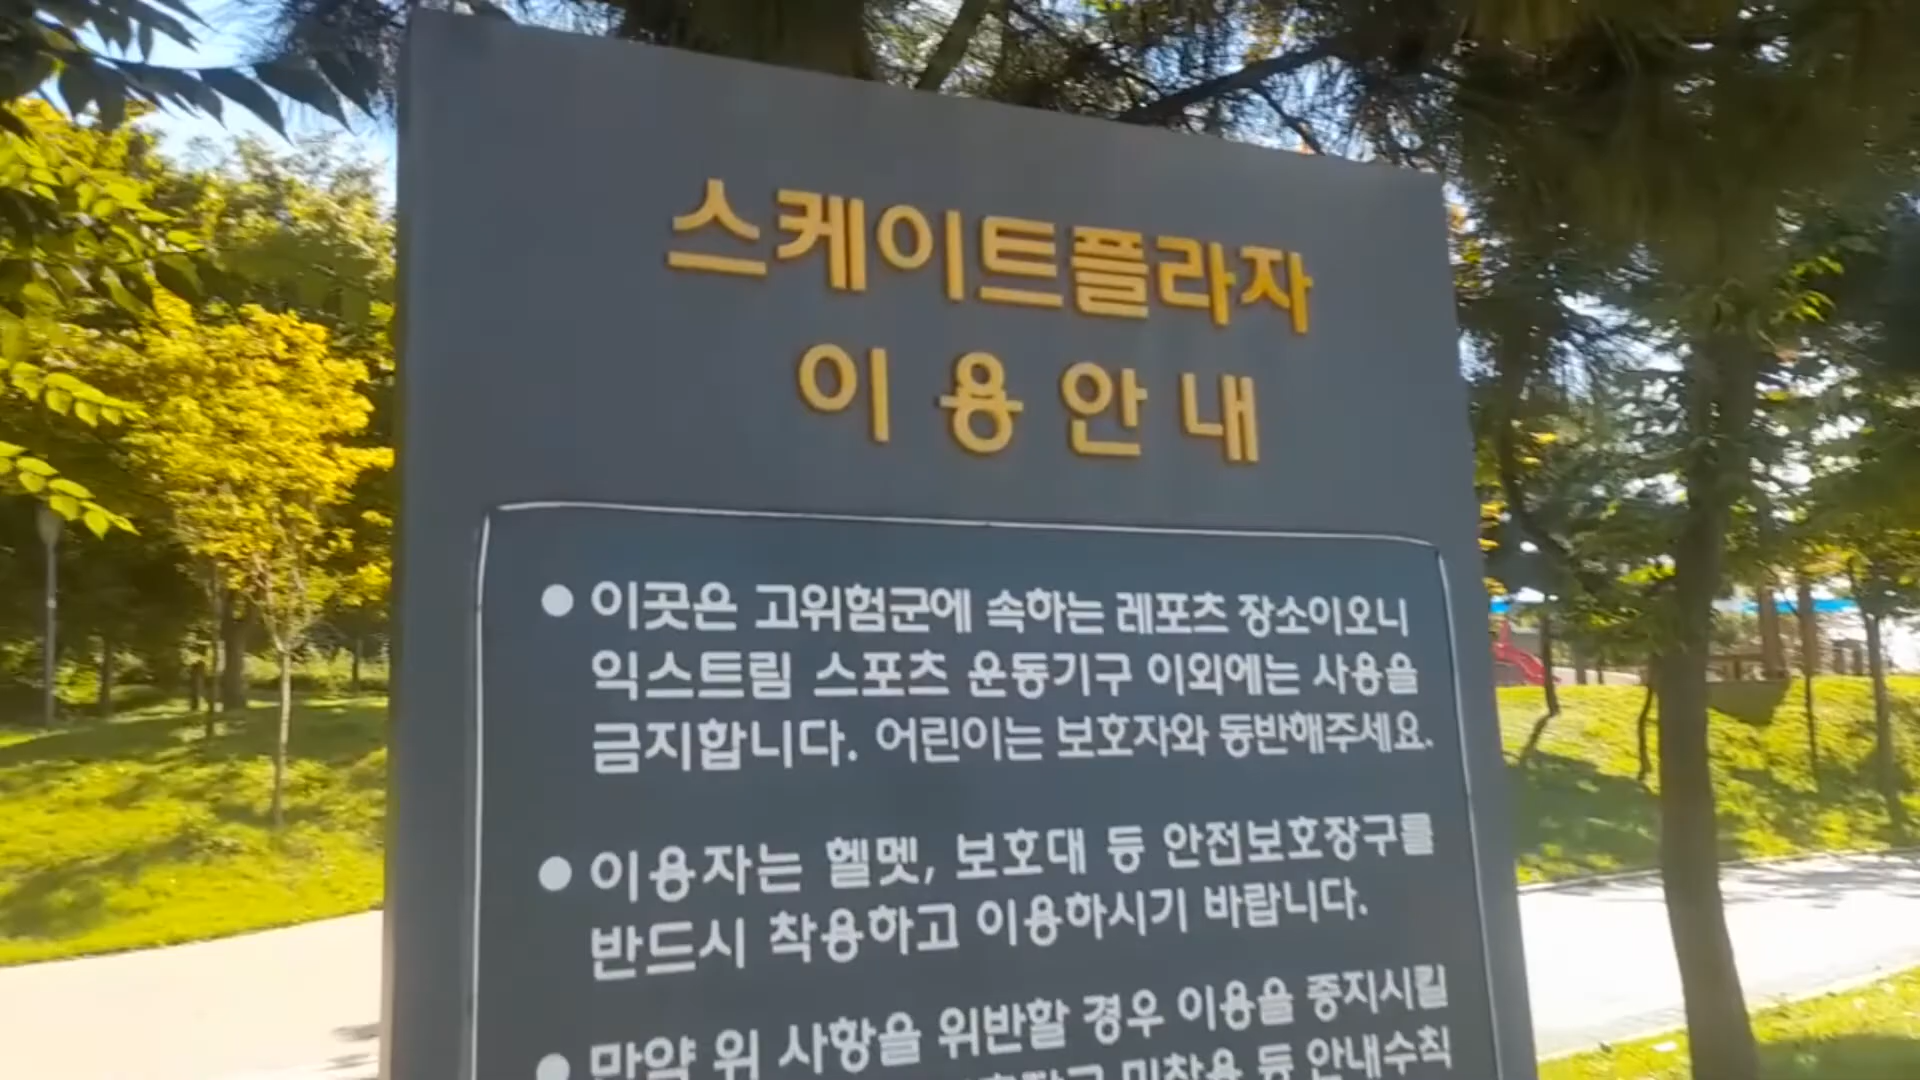 스케이트플라자
이용안내
● 이곳은 고위험군에 속하는 레포츠 장소이오니
익스트림 스포츠 운동기구 이외에는 사용을
금지합니다. 어린이는 보호자와 동반해주세요.
● 이용자는 헬멧, 보호대 등 안전보호장구를
반드시 착용하고 이용하시기 바랍니다.
● 만약 위 사항을 위반할 경우 이용을 중지시킬
미착용 등 안내수칙